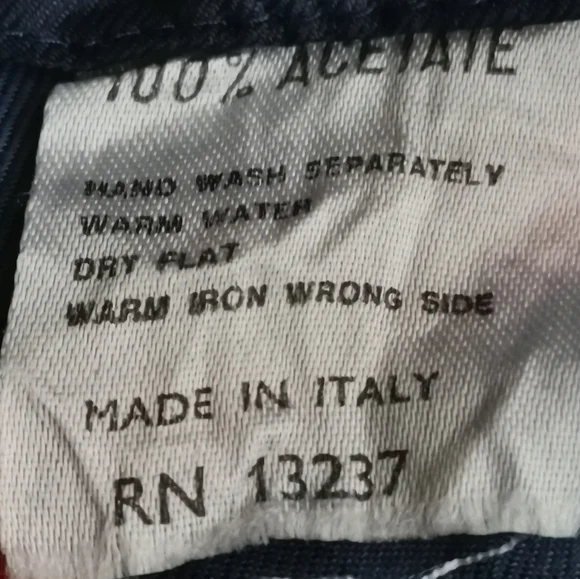 100% ACETATE
HAND WASH SEPARATELY
WARM WATER
DRY FLAT
WARM IRON WRONG SIDE
MADE IN ITALY
RN 13237